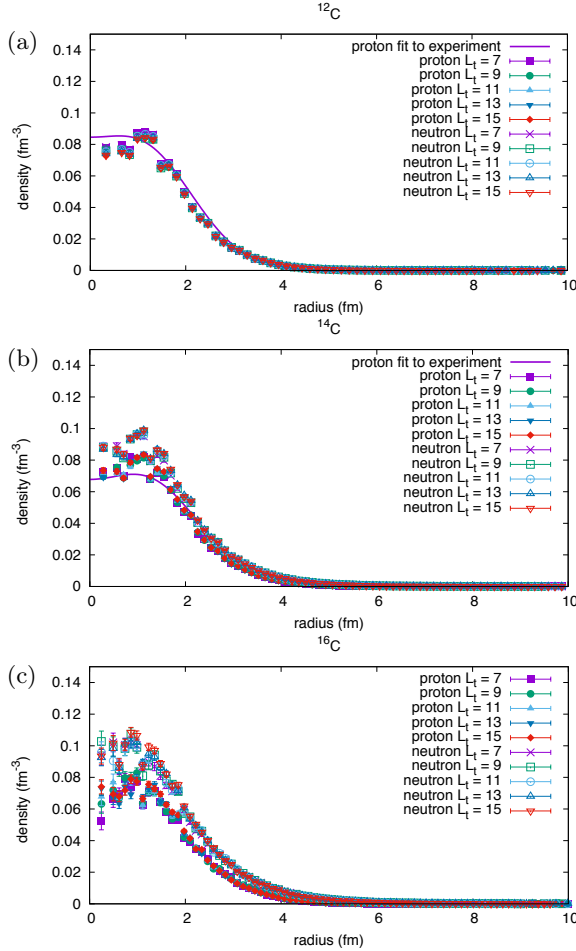 ¹²C
(a)
0.14
0.12
0.1
0.08
0.06
0.04
0.02
0
density (fm⁻³)
proton fit to experiment
proton Lₜ = 7
proton Lₜ = 9
proton Lₜ = 11
proton Lₜ = 13
proton Lₜ = 15
neutron Lₜ = 7
neutron Lₜ = 9
neutron Lₜ = 11
neutron Lₜ = 13
neutron Lₜ = 15
0 2 4 6 8 10
radius (fm)
¹⁴C
(b)
0.14
0.12
0.1
0.08
0.06
0.04
0.02
0
density (fm⁻³)
proton fit to experiment
proton Lₜ = 7
proton Lₜ = 9
proton Lₜ = 11
proton Lₜ = 13
proton Lₜ = 15
neutron Lₜ = 7
neutron Lₜ = 9
neutron Lₜ = 11
neutron Lₜ = 13
neutron Lₜ = 15
0 2 4 6 8 10
radius (fm)
¹⁶C
(c)
0.14
0.12
0.1
0.08
0.06
0.04
0.02
0
density (fm⁻³)
proton Lₜ = 7
proton Lₜ = 9
proton Lₜ = 11
proton Lₜ = 13
proton Lₜ = 15
neutron Lₜ = 7
neutron Lₜ = 9
neutron Lₜ = 11
neutron Lₜ = 13
neutron Lₜ = 15
0 2 4 6 8 10
radius (fm)